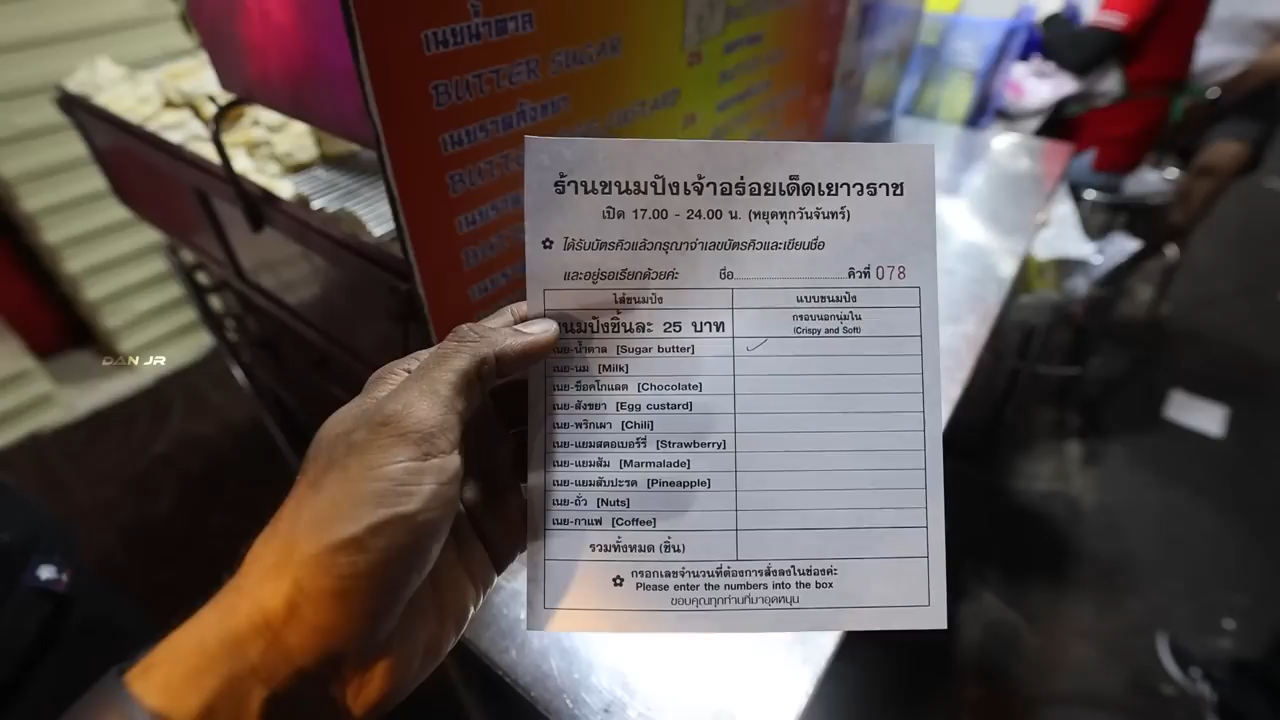 เนยน้ำตาล
BUTTER SUGAR
เนยราดสังขยา
ร้านขนมปังเจ้าอร่อยเด็ดเยาวราช
เปิด 17.00 - 24.00 น. (หยุดทุกวันจันทร์)
✿ ได้รับบัตรคิวแล้วกรุณาจำเลขบัตรคิวและเขียนชื่อ
และอยู่รอเรียกด้วยค่ะ ชื่อ........................................คิวที่ 078
ไส้ขนมปัง แบบขนมปัง
ขนมปังชิ้นละ 25 บาท กรอบนอกนุ่มใน
(Crispy and Soft)
เนย-น้ำตาล [Sugar butter] ✓
เนย-นม [Milk]
เนย-ช็อคโกแลต [Chocolate]
เนย-สังขยา [Egg custard]
เนย-พริกเผา [Chili]
เนย-แยมสตอเบอร์รี่ [Strawberry]
เนย-แยมส้ม [Marmalade]
เนย-แยมสับปะรด [Pineapple]
เนย-ถั่ว [Nuts]
เนย-กาแฟ [Coffee]
รวมทั้งหมด (ชิ้น)
✿ กรอกเลขจำนวนที่ต้องการสั่งลงในช่องค่ะ
Please enter the numbers into the box
ขอบคุณทุกท่านที่มาอุดหนุน
DAN JR